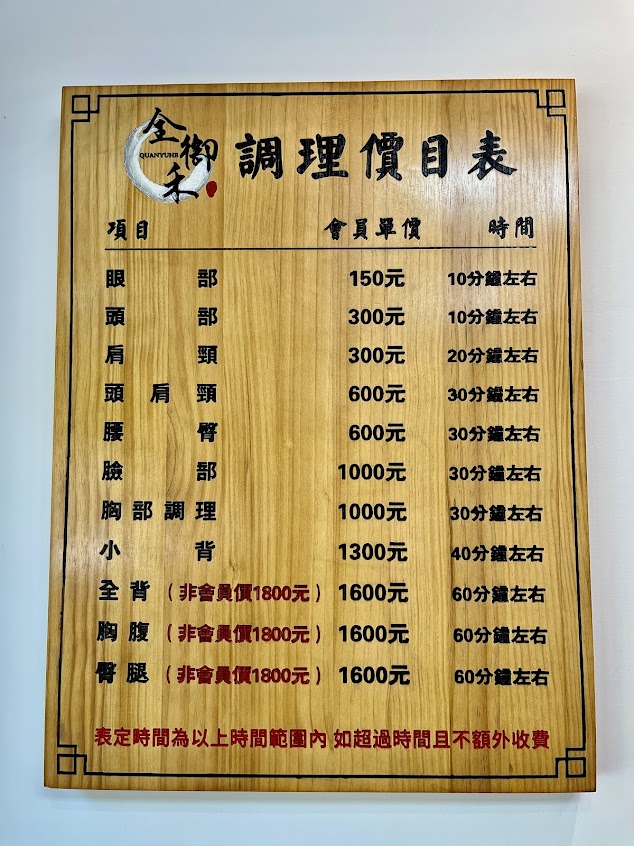 全御禾
QUANYUHE
調理價目表
項目 會員單價 時間
眼部 150元 10分鐘左右
頭部 300元 10分鐘左右
肩頸 300元 20分鐘左右
頭肩頸 600元 30分鐘左右
腰臀 600元 30分鐘左右
臉部 1000元 30分鐘左右
胸部調理 1000元 30分鐘左右
小背 1300元 40分鐘左右
全背（非會員價1800元） 1600元 60分鐘左右
胸腹（非會員價1800元） 1600元 60分鐘左右
臀腿（非會員價1800元） 1600元 60分鐘左右
表定時間為以上時間範圍內 如超過時間且不額外收費